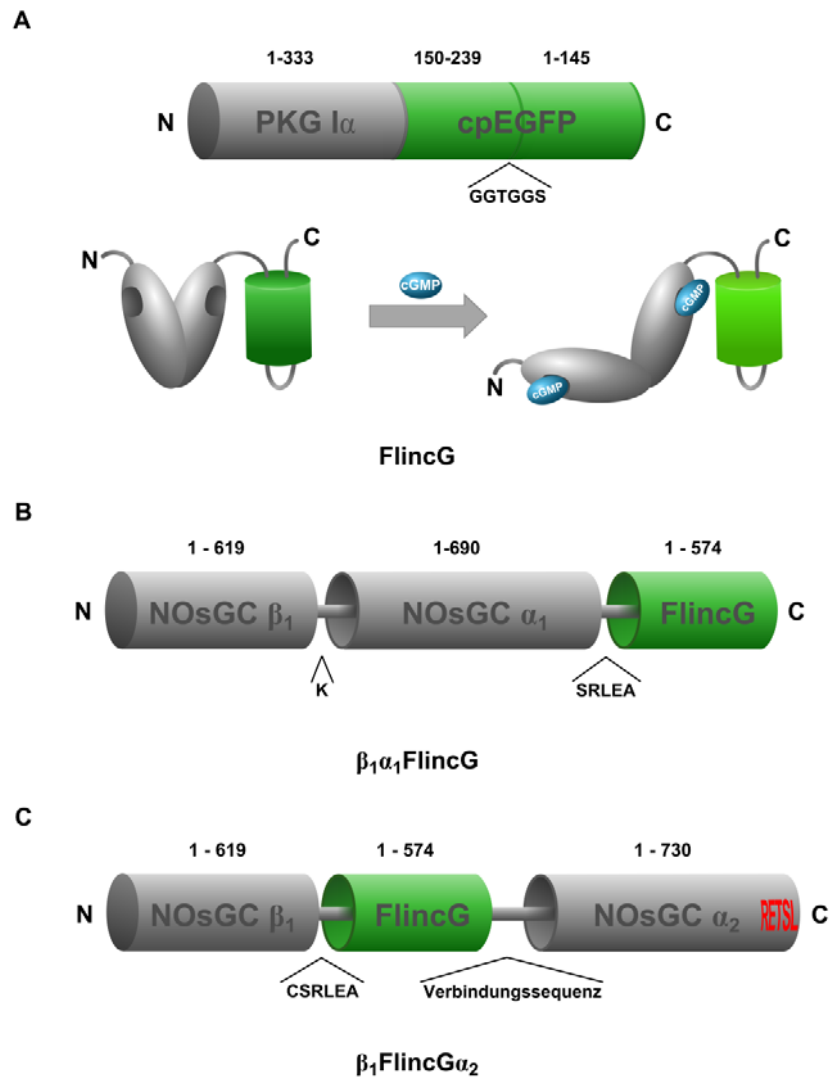 A
1-333 150-239 1-145
N PKG Iα cpEGFP C
GGTGGS
N C cGMP cGMP C
N cGMP
FlincG
B
1 - 619 1-690 1 - 574
N NOsGC β₁ NOsGC α₁ FlincG C
K SRLEA
β₁α₁FlincG
C
1 - 619 1 - 574 1 - 730
N NOsGC β₁ FlincG NOsGC α₂ RETSL C
CSRLEA Verbindungssequenz
β₁FlincGα₂